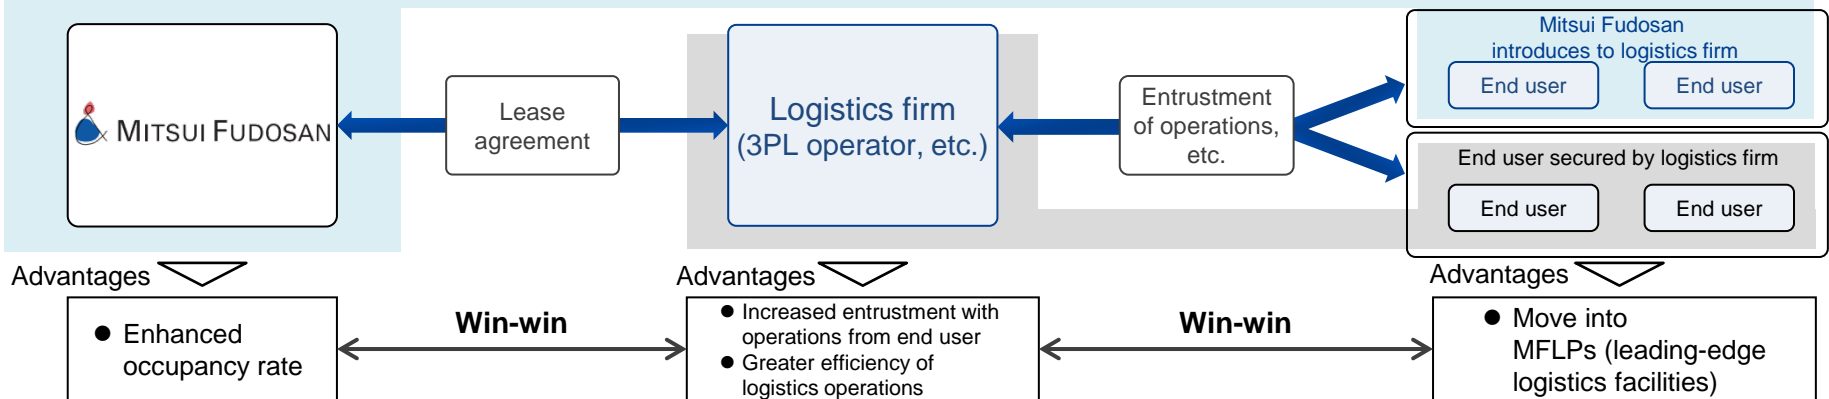 MITSUI FUDOSAN
Lease
agreement
Logistics firm
(3PL operator, etc.)
Entrustment
of operations,
etc.
Mitsui Fudosan
introduces to logistics firm
End user
End user
End user secured by logistics firm
End user
End user
Advantages
Advantages
Advantages
● Enhanced
occupancy rate
Win-win
● Increased entrustment with
operations from end user
● Greater efficiency of
logistics operations
Win-win
● Move into
MFLPs (leading-edge
logistics facilities)